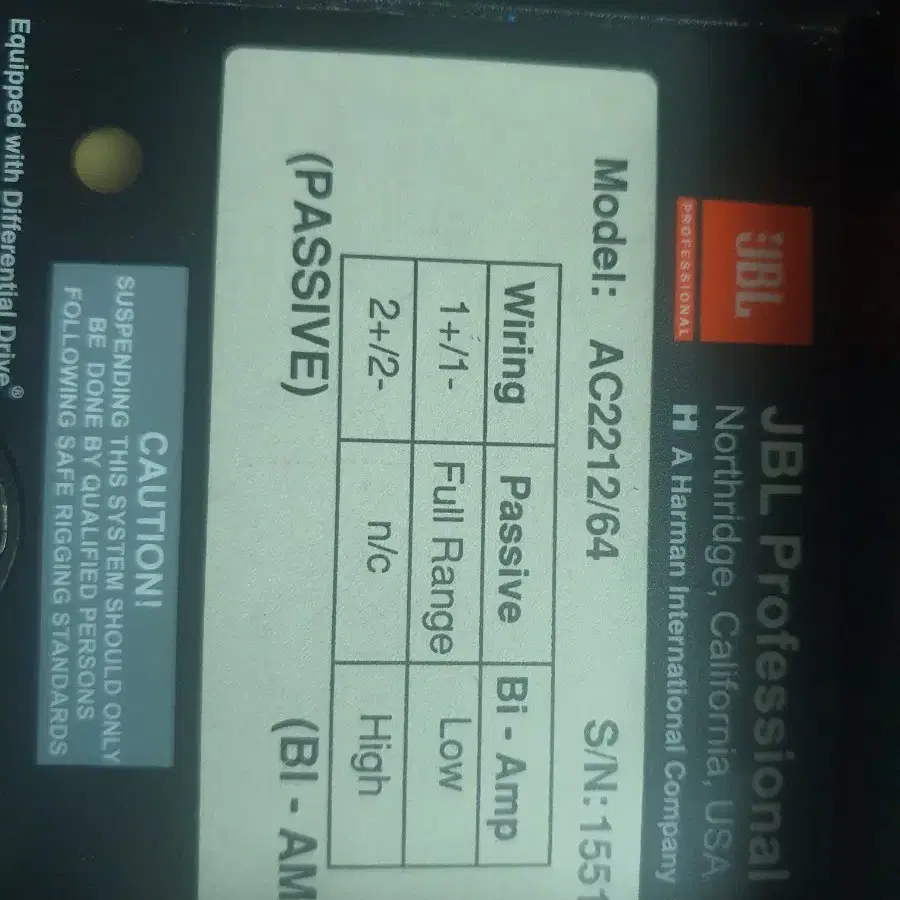 JBL
PROFESSIONAL
JBL Professional
Northridge, California, USA
H A Harman International Company
Model: AC2212/64 S/N:1551
Wiring Passive Bi - Amp
1+/1- Full Range Low
2+/2- n/c High
(PASSIVE) (BI - AM
CAUTION!
SUSPENDING THIS SYSTEM SHOULD ONLY
BE DONE BY QUALIFIED PERSONS
FOLLOWING SAFE RIGGING STANDARDS
Equipped with Differential Drive®